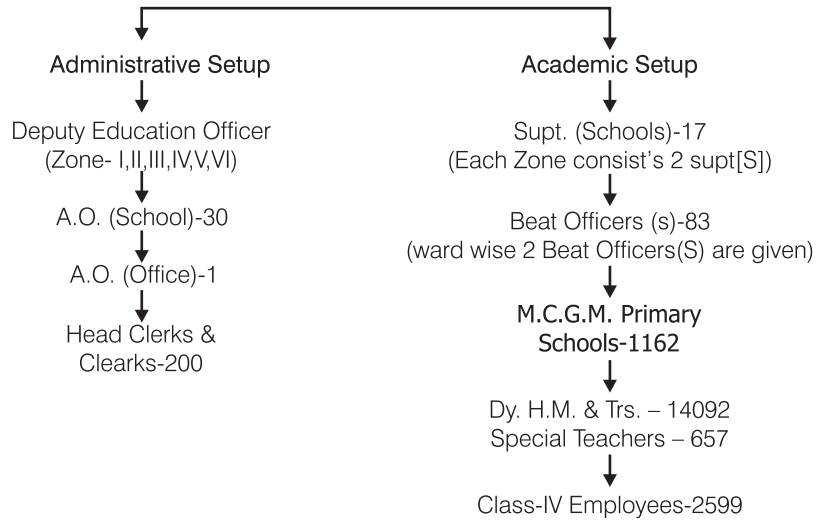 Administrative Setup
Deputy Education Officer
(Zone- I,II,III,IV,V,VI)
A.O. (School)-30
A.O. (Office)-1
Head Clerks &
Clearks-200
Academic Setup
Supt. (Schools)-17
(Each Zone consist's 2 supt[S])
Beat Officers (s)-83
(ward wise 2 Beat Officers(S) are given)
M.C.G.M. Primary
Schools-1162
Dy. H.M. & Trs. – 14092
Special Teachers – 657
Class-IV Employees-2599